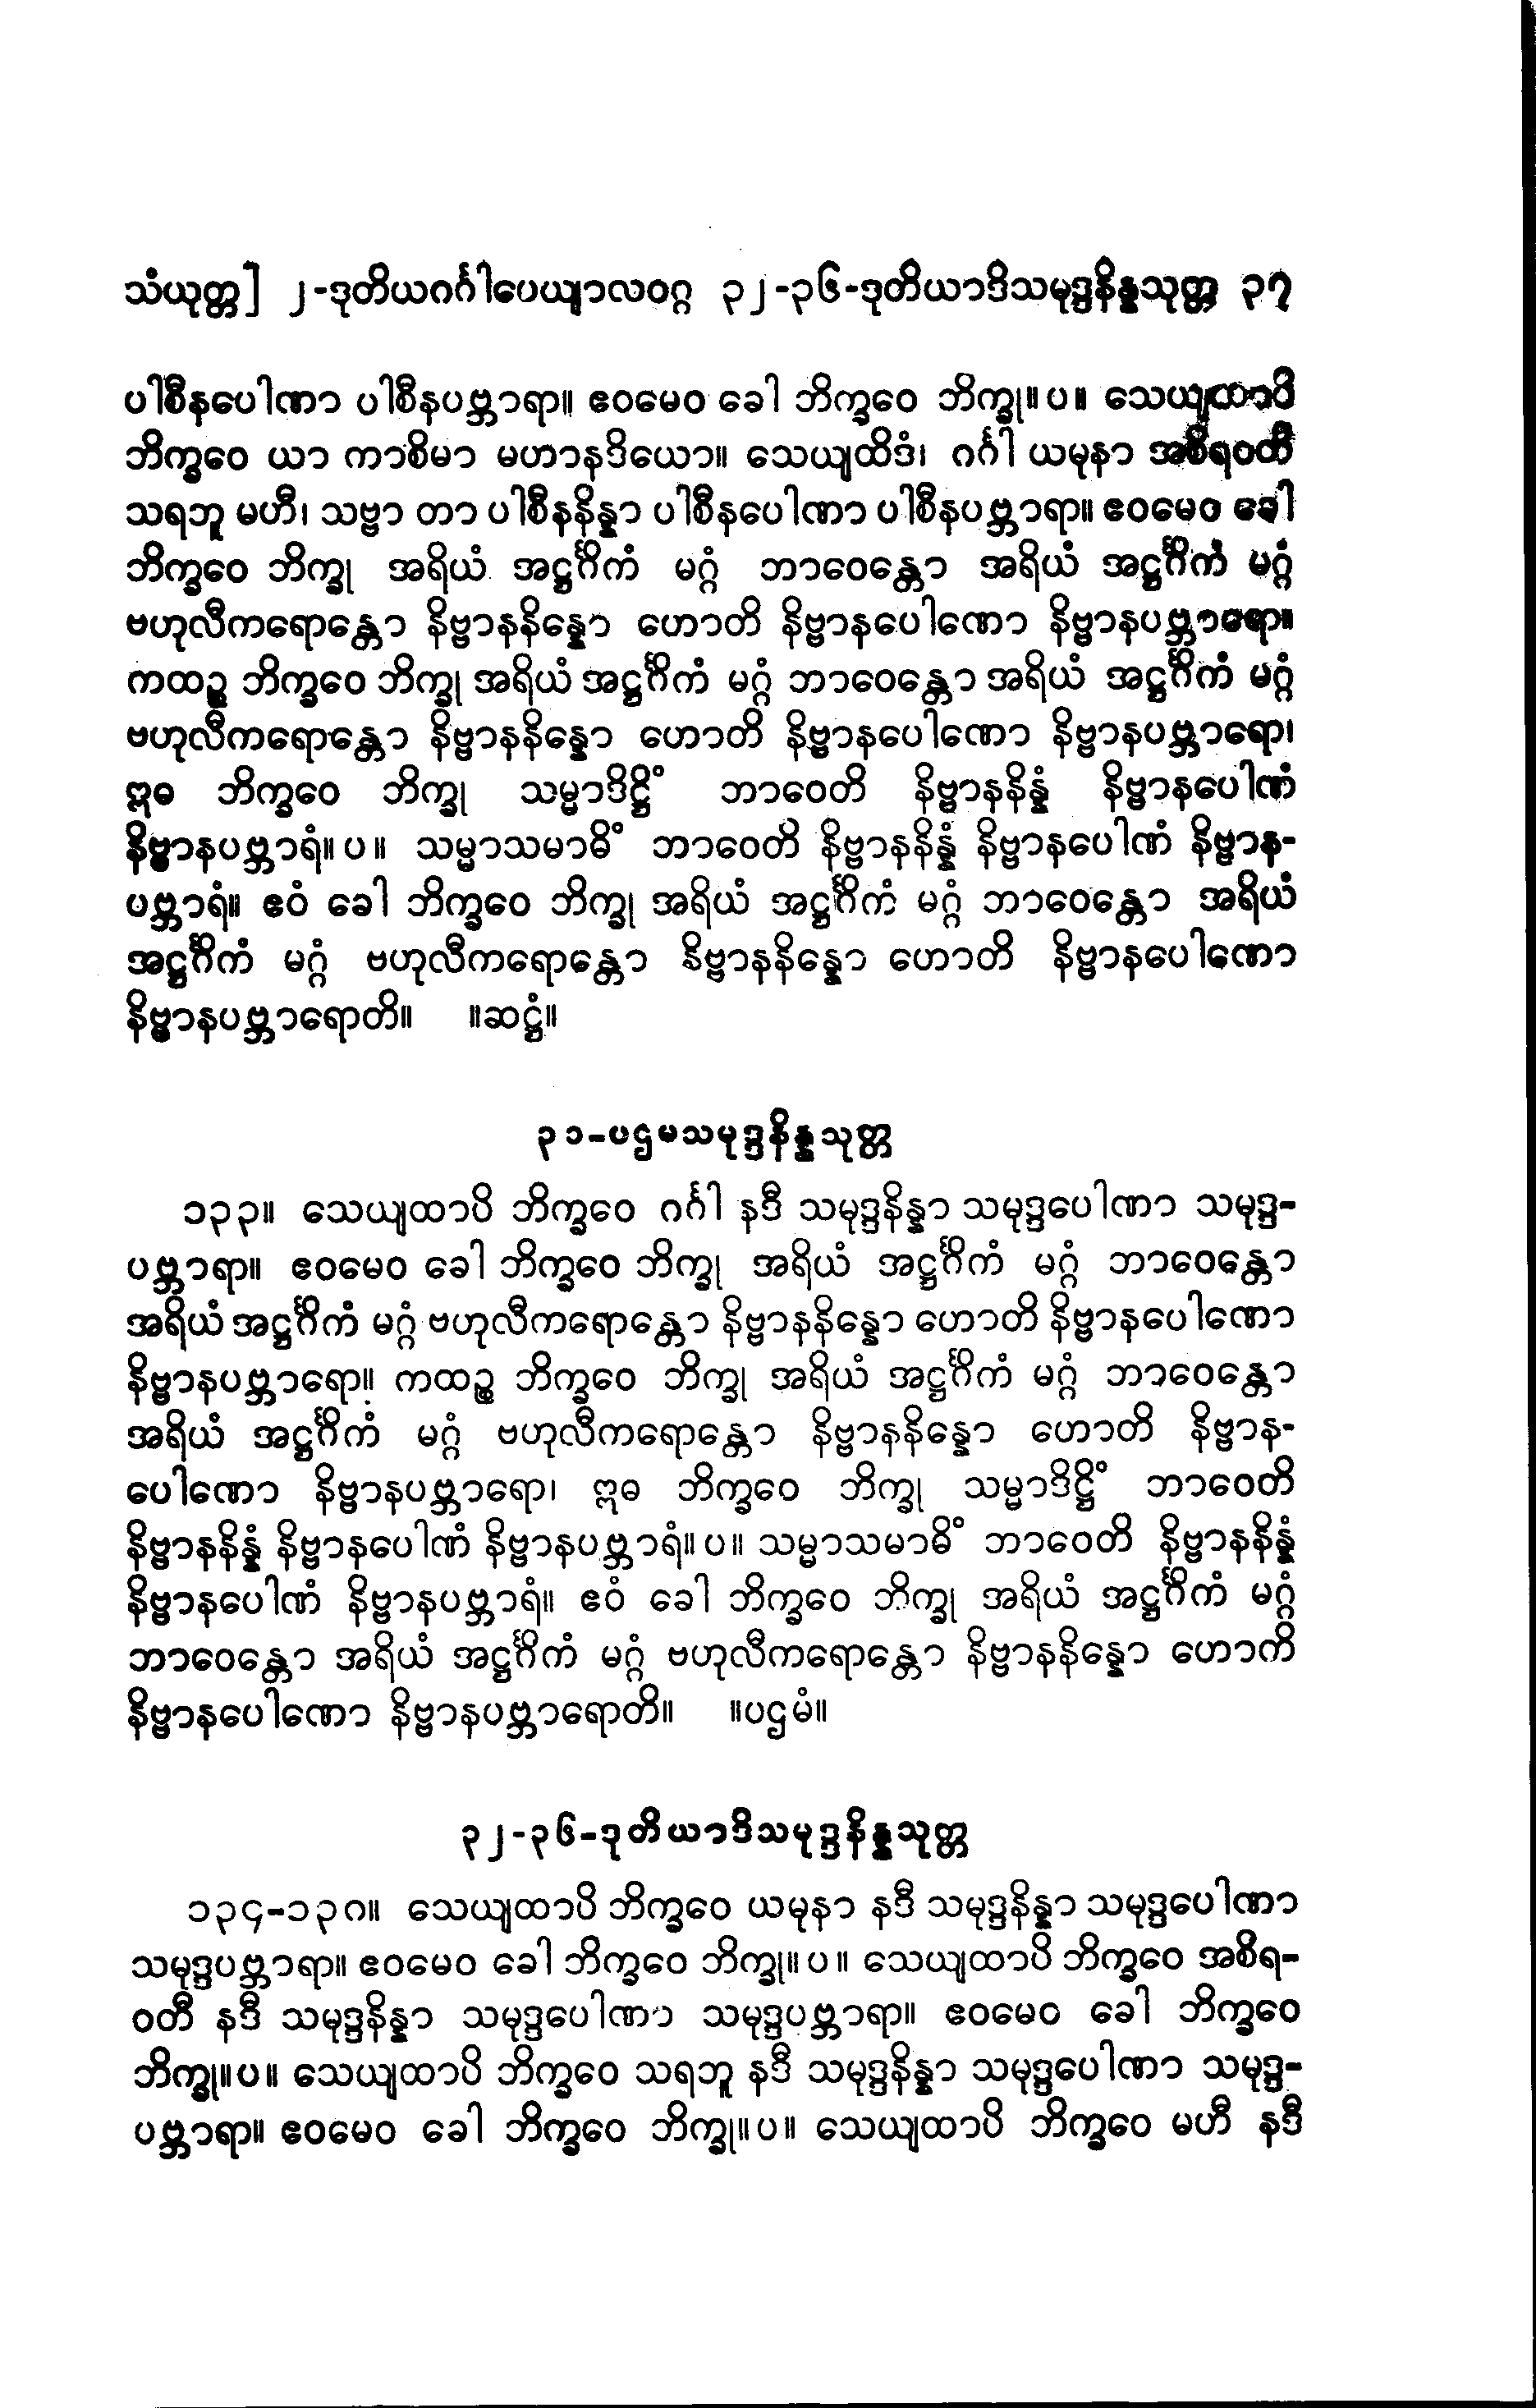 သံယုတ္တ] ၂-ဒုတိယဂင်္ဂါပေယျာလဝဂ္ဂ ၃၂-၃၆-ဒုတိယာဒိသမုဒ္ဒနိန္နသုတ္တ ၃၇
ပါစီနပေါဏာ ပါစီနပဗ္ဘာရာ။ ဧဝမေဝ ခေါ ဘိက္ခဝေ ဘိက္ခု။ပ။ သေယျထာပိ
ဘိက္ခဝေ ယာ ကာစိမာ မဟာနဒိယော။ သေယျထိဒံ၊ ဂင်္ဂါ ယမုနာ အစိရဝတီ
သရဘူ မဟီ၊ သဗ္ဗာ တာ ပါစီနနိန္နာ ပါစီနပေါဏာ ပါစီနပဗ္ဘာရာ။ ဧဝမေဝ ခေါ
ဘိက္ခဝေ ဘိက္ခု အရိယံ အဋ္ဌင်္ဂိကံ မဂ္ဂံ ဘာဝေန္တော အရိယံ အဋ္ဌင်္ဂိကံ မဂ္ဂံ
ဗဟုလီကရောန္တော နိဗ္ဗာနနိန္နော ဟောတိ နိဗ္ဗာနပေါဏော နိဗ္ဗာနပဗ္ဘာရော။
ကထဉ္စ ဘိက္ခဝေ ဘိက္ခု အရိယံ အဋ္ဌင်္ဂိကံ မဂ္ဂံ ဘာဝေန္တော အရိယံ အဋ္ဌင်္ဂိကံ မဂ္ဂံ
ဗဟုလီကရောန္တော နိဗ္ဗာနနိန္နော ဟောတိ နိဗ္ဗာနပေါဏော နိဗ္ဗာနပဗ္ဘာရော၊
ဣဓ ဘိက္ခဝေ ဘိက္ခု သမ္မာဒိဋ္ဌိံ ဘာဝေတိ နိဗ္ဗာနနိန္နံ နိဗ္ဗာနပေါဏံ
နိဗ္ဗာနပဗ္ဘာရံ။ပ။ သမ္မာသမာဓိံ ဘာဝေတိ နိဗ္ဗာနနိန္နံ နိဗ္ဗာနပေါဏံ နိဗ္ဗာန-
ပဗ္ဘာရံ။ ဧဝံ ခေါ ဘိက္ခဝေ ဘိက္ခု အရိယံ အဋ္ဌင်္ဂိကံ မဂ္ဂံ ဘာဝေန္တော အရိယံ
အဋ္ဌင်္ဂိကံ မဂ္ဂံ ဗဟုလီကရောန္တော နိဗ္ဗာနနိန္နော ဟောတိ နိဗ္ဗာနပေါဏော
နိဗ္ဗာနပဗ္ဘာရောတိ။ ။ဆဋ္ဌံ။
၃၁-ပဌမသမုဒ္ဒနိန္နသုတ္တ
၁၃၃။ သေယျထာပိ ဘိက္ခဝေ ဂင်္ဂါ နဒီ သမုဒ္ဒနိန္နာ သမုဒ္ဒပေါဏာ သမုဒ္ဒ-
ပဗ္ဘာရာ။ ဧဝမေဝ ခေါ ဘိက္ခဝေ ဘိက္ခု အရိယံ အဋ္ဌင်္ဂိကံ မဂ္ဂံ ဘာဝေန္တော
အရိယံ အဋ္ဌင်္ဂိကံ မဂ္ဂံ ဗဟုလီကရောန္တော နိဗ္ဗာနနိန္နော ဟောတိ နိဗ္ဗာနပေါဏော
နိဗ္ဗာနပဗ္ဘာရော။ ကထဉ္စ ဘိက္ခဝေ ဘိက္ခု အရိယံ အဋ္ဌင်္ဂိကံ မဂ္ဂံ ဘာဝေန္တော
အရိယံ အဋ္ဌင်္ဂိကံ မဂ္ဂံ ဗဟုလီကရောန္တော နိဗ္ဗာနနိန္နော ဟောတိ နိဗ္ဗာန-
ပေါဏော နိဗ္ဗာနပဗ္ဘာရော၊ ဣဓ ဘိက္ခဝေ ဘိက္ခု သမ္မာဒိဋ္ဌိံ ဘာဝေတိ
နိဗ္ဗာနနိန္နံ နိဗ္ဗာနပေါဏံ နိဗ္ဗာနပဗ္ဘာရံ။ပ။ သမ္မာသမာဓိံ ဘာဝေတိ နိဗ္ဗာနနိန္နံ
နိဗ္ဗာနပေါဏံ နိဗ္ဗာနပဗ္ဘာရံ။ ဧဝံ ခေါ ဘိက္ခဝေ ဘိက္ခု အရိယံ အဋ္ဌင်္ဂိကံ မဂ္ဂံ
ဘာဝေန္တော အရိယံ အဋ္ဌင်္ဂိကံ မဂ္ဂံ ဗဟုလီကရောန္တော နိဗ္ဗာနနိန္နော ဟောကိ
နိဗ္ဗာနပေါဏော နိဗ္ဗာနပဗ္ဘာရောတိ။ ။ပဌမံ။
၃၂-၃၆-ဒုတိယာဒိသမုဒ္ဒနိန္နသုတ္တ
၁၃၄-၁၃၈။ သေယျထာပိ ဘိက္ခဝေ ယမုနာ နဒီ သမုဒ္ဒနိန္နာ သမုဒ္ဒပေါဏာ
သမုဒ္ဒပဗ္ဘာရာ။ ဧဝမေဝ ခေါ ဘိက္ခဝေ ဘိက္ခု။ပ။ သေယျထာပိ ဘိက္ခဝေ အစိရ-
ဝတီ နဒီ သမုဒ္ဒနိန္နာ သမုဒ္ဒပေါဏာ သမုဒ္ဒပဗ္ဘာရာ။ ဧဝမေဝ ခေါ ဘိက္ခဝေ
ဘိက္ခု။ပ။ သေယျထာပိ ဘိက္ခဝေ သရဘူ နဒီ သမုဒ္ဒနိန္နာ သမုဒ္ဒပေါဏာ သမုဒ္ဒ-
ပဗ္ဘာရာ။ ဧဝမေဝ ခေါ ဘိက္ခဝေ ဘိက္ခု။ပ။ သေယျထာပိ ဘိက္ခဝေ မဟီ နဒီ